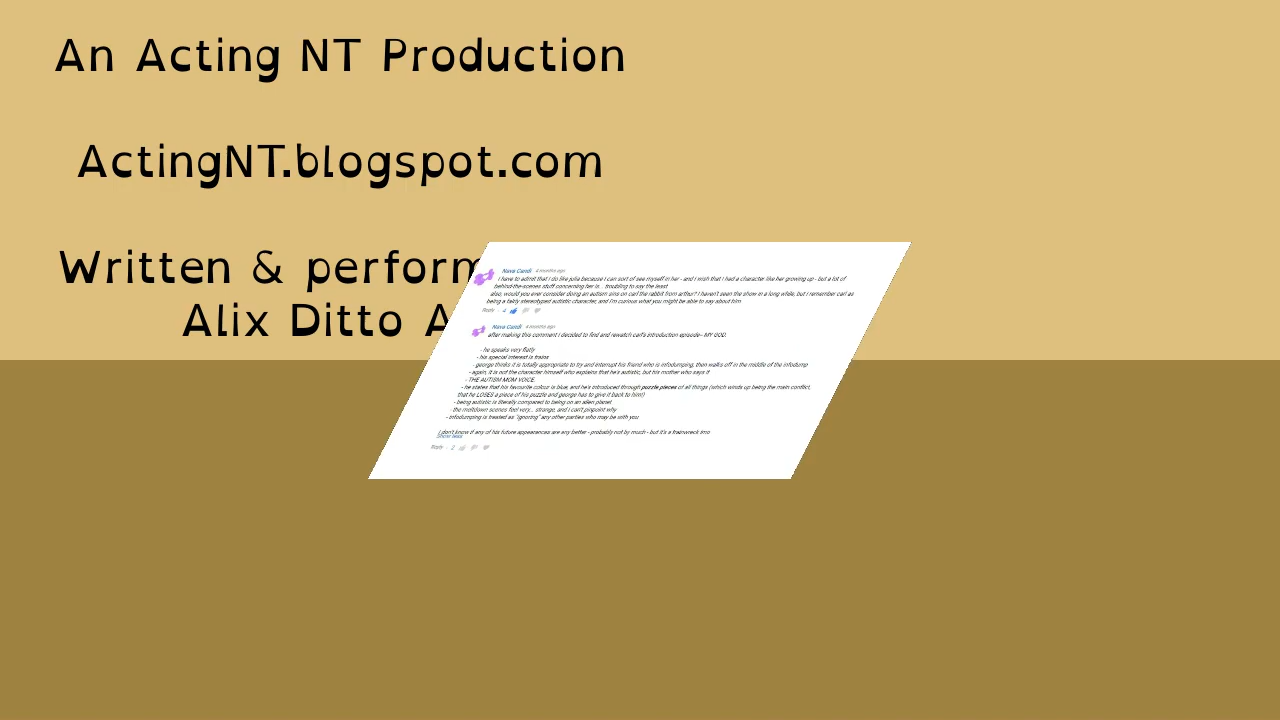 An Acting NT Production
ActingNT.blogspot.com
Written & perform
Alix Ditto A
Nava Candi 4 months ago
i have to admit that i do like julia because i can sort of see myself in her - and i wish that i had a character like her growing up - but a lot of
behind-the-scenes stuff concerning her is... troubling to say the least
also, would you ever consider doing an autism sins on carl the rabbit from arthur? i haven't seen the show in a long while, but i remember carl as
being a fairly stereotyped autistic character, and i'm curious what you might be able to say about him
Reply · 4
Nava Candi 4 months ago
after making this comment i decided to find and rewatch carl's introduction episode-- MY GOD.
- he speaks very flatly
- his special interest is trains
- george thinks it is totally appropriate to try and interrupt his friend who is infodumping, then walks off in the middle of the infodump
- again, it is not the character himself who explains that he's autistic, but his mother who says it
- THE AUTISM MOM VOICE.
- he states that his favourite colour is blue, and he's introduced through puzzle pieces of all things (which winds up being the main conflict,
that he LOSES a piece of his puzzle and george has to give it back to him!)
- being autistic is literally compared to being on an alien planet
- the meltdown scenes feel very... strange, and i can't pinpoint why
- infodumping is treated as "ignoring" any other parties who may be with you
i don't know if any of his future appearances are any better - probably not by much - but it's a trainwreck imo
Show less
Reply · 2